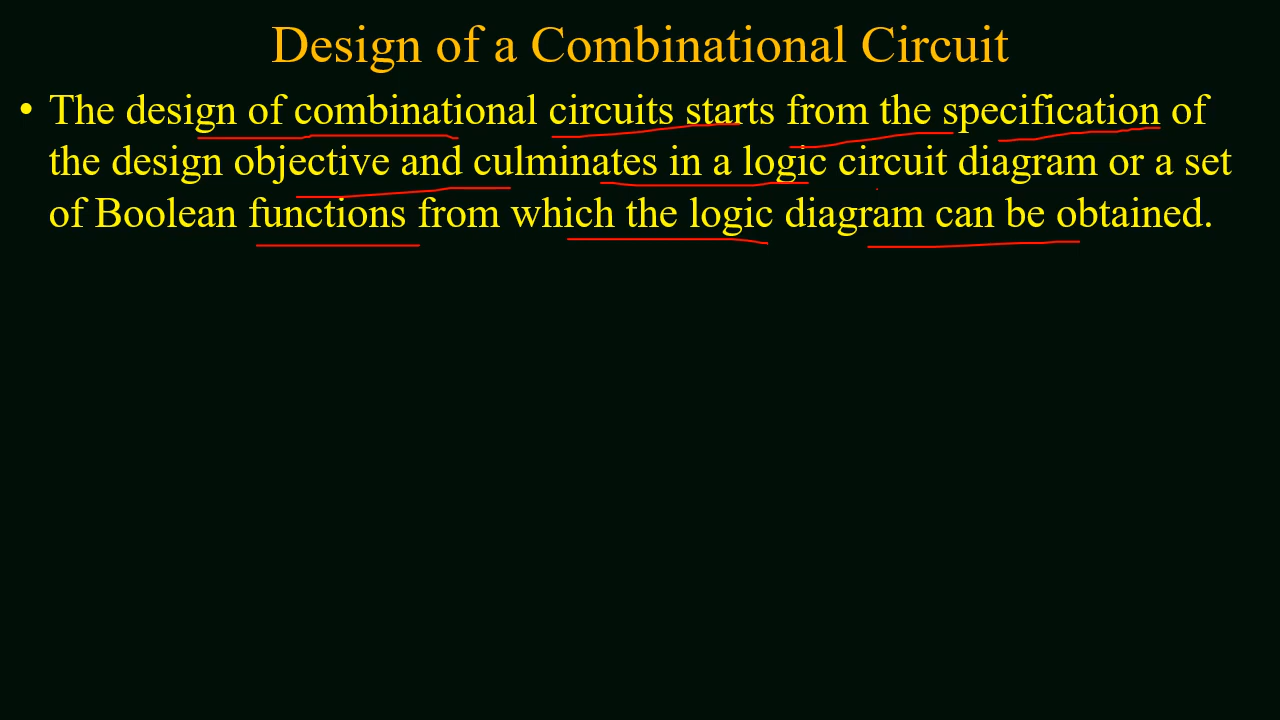 Design of a Combinational Circuit
• The design of combinational circuits starts from the specification of
the design objective and culminates in a logic circuit diagram or a set
of Boolean functions from which the logic diagram can be obtained.